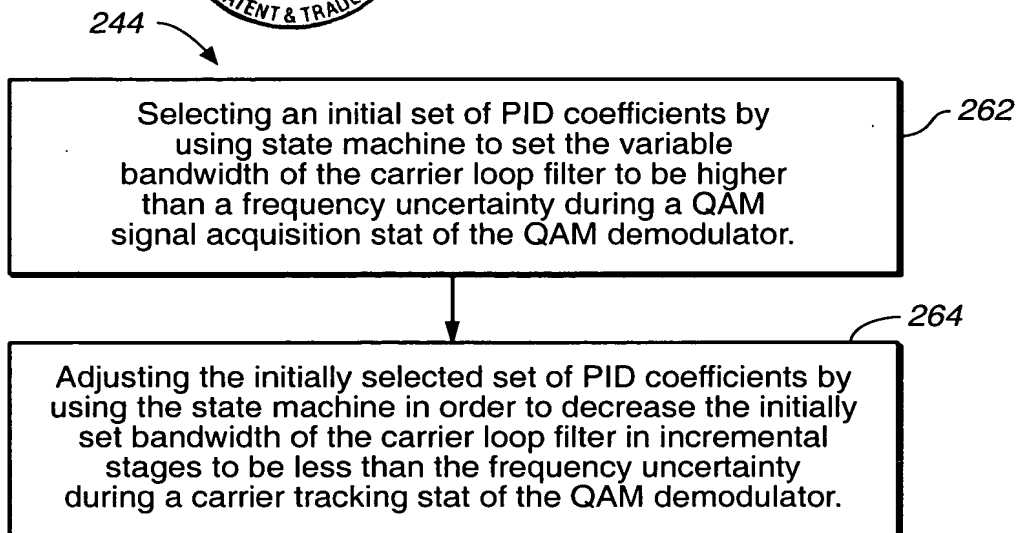 ATENT & TRADE
244
Selecting an initial set of PID coefficients by
using state machine to set the variable
bandwidth of the carrier loop filter to be higher
than a frequency uncertainty during a QAM
signal acquisition stat of the QAM demodulator.
262
264
Adjusting the initially selected set of PID coefficients by
using the state machine in order to decrease the initially
set bandwidth of the carrier loop filter in incremental
stages to be less than the frequency uncertainty
during a carrier tracking stat of the QAM demodulator.